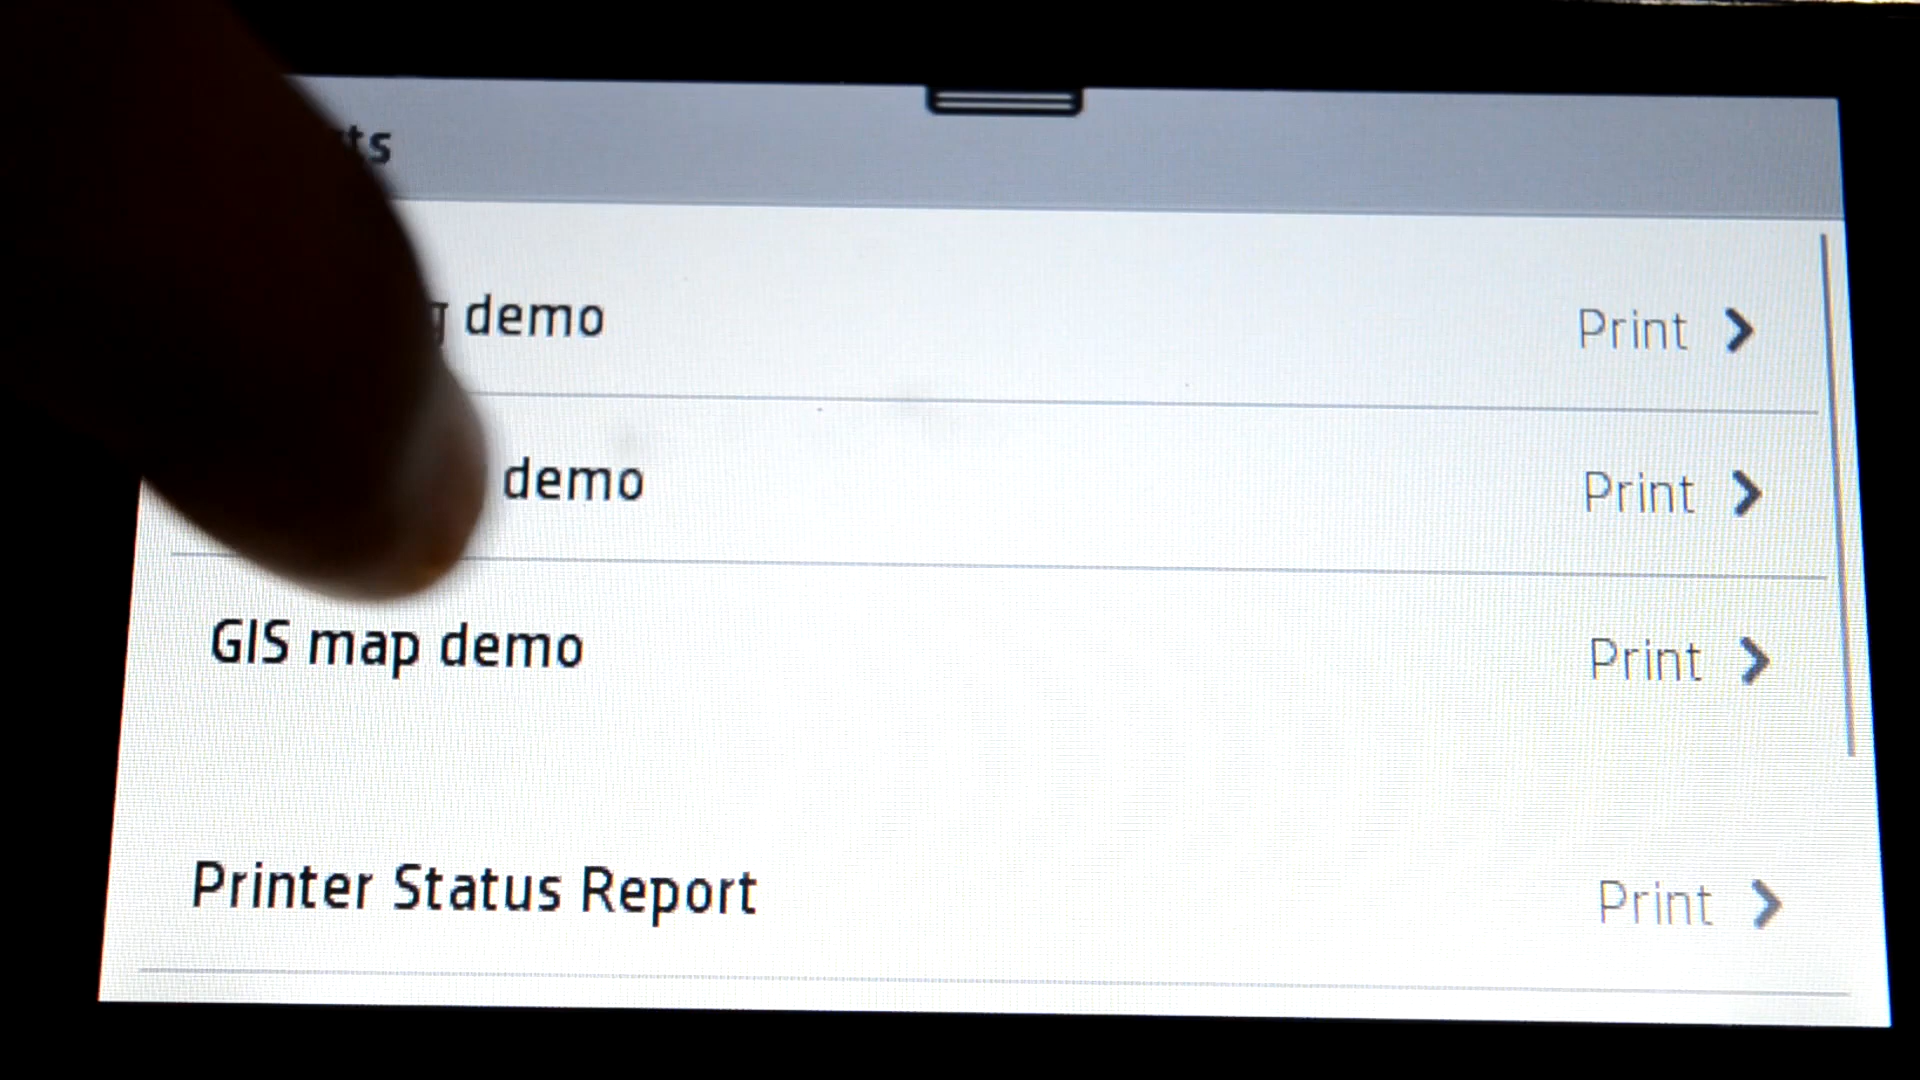 demo Print
demo Print
GIS map demo Print
Printer Status Report Print